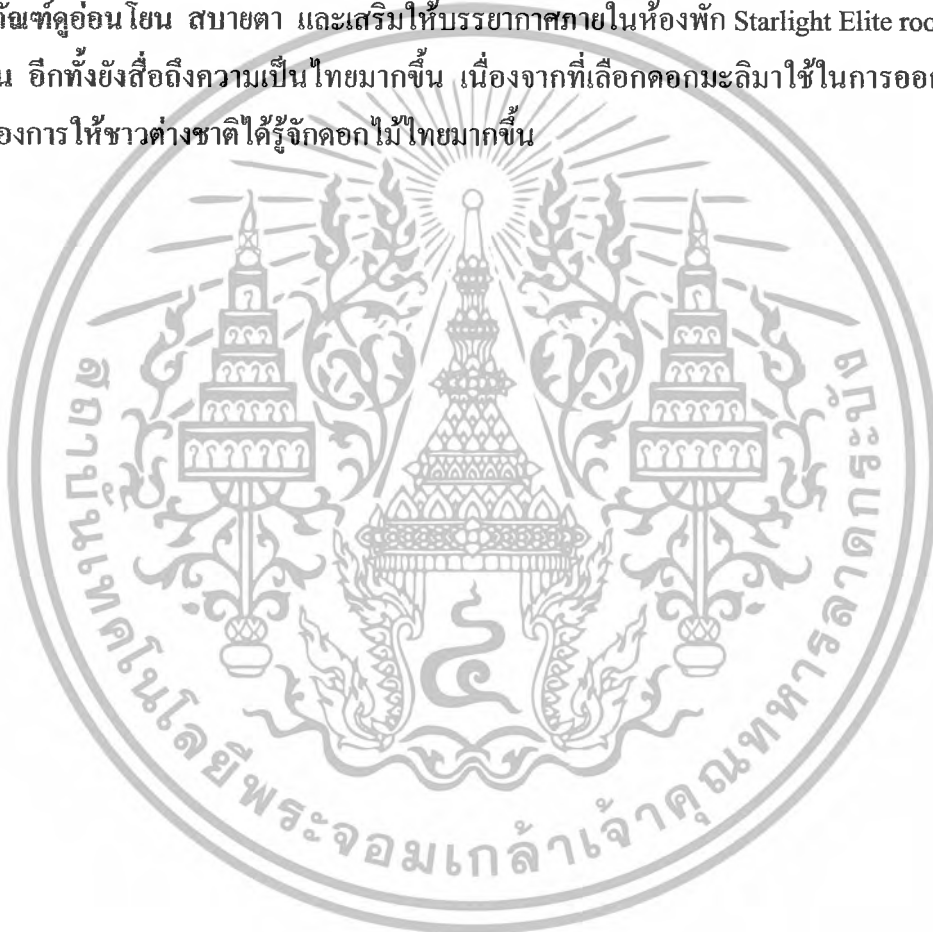 ภัณฑ์ดูอ่อนโยน สบายตา และเสริมให้บรรยากาศภายในห้องพัก Starlight Elite
น อีกทั้งยังสื่อถึงความเป็นไทยมากขึ้น เนื่องจากที่เลือกดอกมะลิมาใช้ในการออก
องการให้ชาวต่างชาติได้รู้จักดอกไม้ไทยมากขึ้น
สถาบันเทคโนโลยีพระจอมเกล้าเจ้าคุณทหารลาดกระบัง
๔